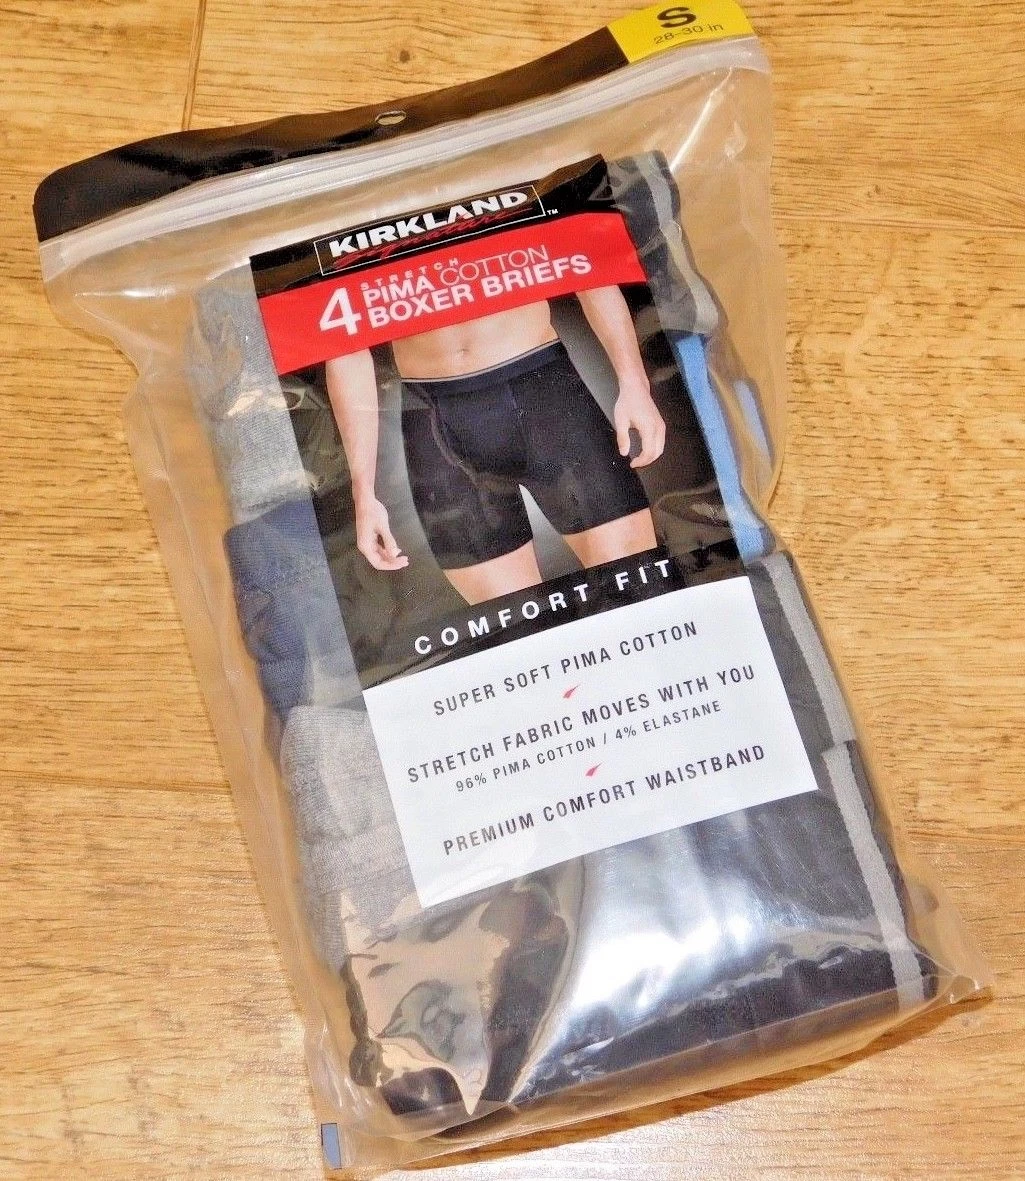 S
28-30 in
KIRKLAND
Signature™
STRETCH
4 PIMA COTTON
BOXER BRIEFS
COMFORT FIT
SUPER SOFT PIMA COTTON
STRETCH FABRIC MOVES WITH YOU
96% PIMA COTTON / 4% ELASTANE
PREMIUM COMFORT WAISTBAND